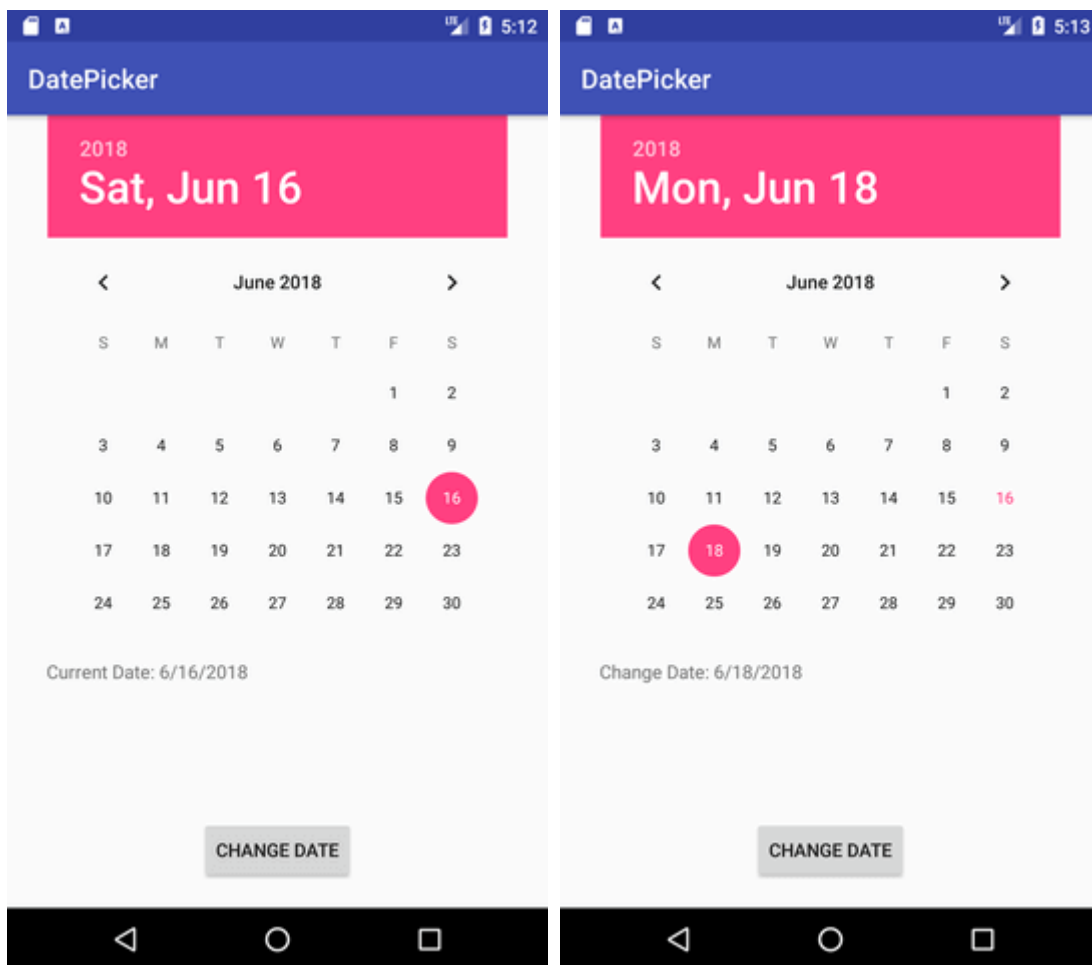 5:12
DatePicker
2018
Sat, Jun 16
June 2018
S M T W T F S
1 2
3 4 5 6 7 8 9
10 11 12 13 14 15 16
17 18 19 20 21 22 23
24 25 26 27 28 29 30
Current Date: 6/16/2018
CHANGE DATE
5:13
DatePicker
2018
Mon, Jun 18
June 2018
S M T W T F S
1 2
3 4 5 6 7 8 9
10 11 12 13 14 15 16
17 18 19 20 21 22 23
24 25 26 27 28 29 30
Change Date: 6/18/2018
CHANGE DATE